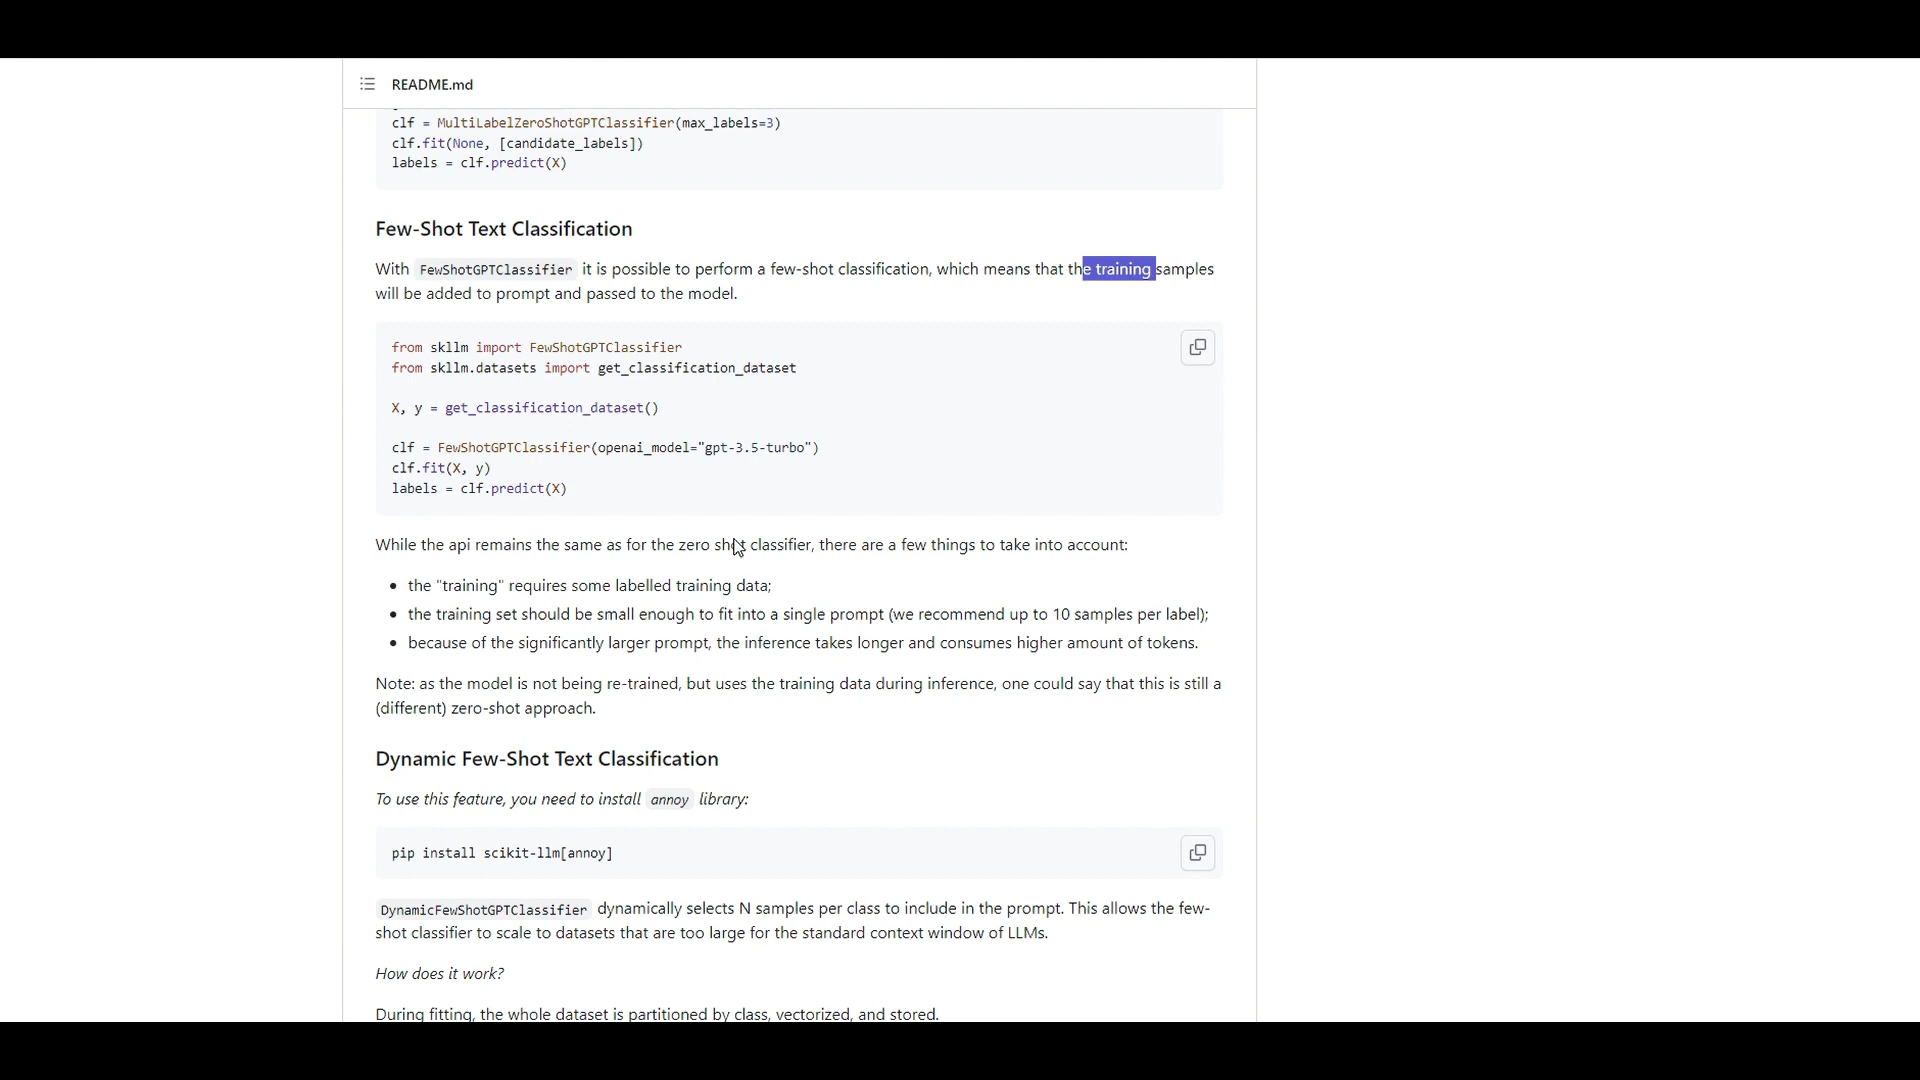 README.md
clf = MultiLabelZeroShotGPTClassifier(max_labels=3)
clf.fit(None, [candidate_labels])
labels = clf.predict(X)
Few-Shot Text Classification
With FewShotGPTClassifier it is possible to perform a few-shot classification, which means that the training samples
will be added to prompt and passed to the model.
from skllm import FewShotGPTClassifier
from skllm.datasets import get_classification_dataset
X, y = get_classification_dataset()
clf = FewShotGPTClassifier(openai_model="gpt-3.5-turbo")
clf.fit(X, y)
labels = clf.predict(X)
While the api remains the same as for the zero shot classifier, there are a few things to take into account:
• the "training" requires some labelled training data;
• the training set should be small enough to fit into a single prompt (we recommend up to 10 samples per label);
• because of the significantly larger prompt, the inference takes longer and consumes higher amount of tokens.
Note: as the model is not being re-trained, but uses the training data during inference, one could say that this is still a
(different) zero-shot approach.
Dynamic Few-Shot Text Classification
To use this feature, you need to install annoy library:
pip install scikit-llm[annoy]
DynamicFewShotGPTClassifier dynamically selects N samples per class to include in the prompt. This allows the few-
shot classifier to scale to datasets that are too large for the standard context window of LLMs.
How does it work?
During fitting, the whole dataset is partitioned by class, vectorized, and stored.